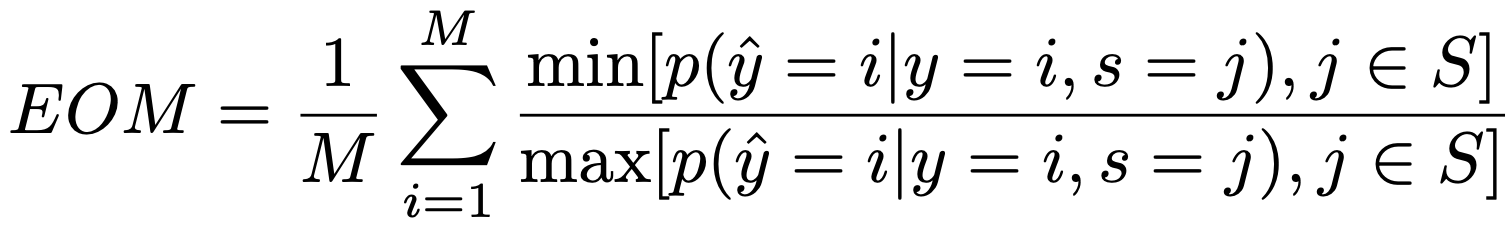 EOM = \frac{1}{M} \sum_{i=1}^{M} \frac{\min[p(\hat{y} = i|y = i, s = j), j \in S]}{\max[p(\hat{y} = i|y = i, s = j), j \in S]}